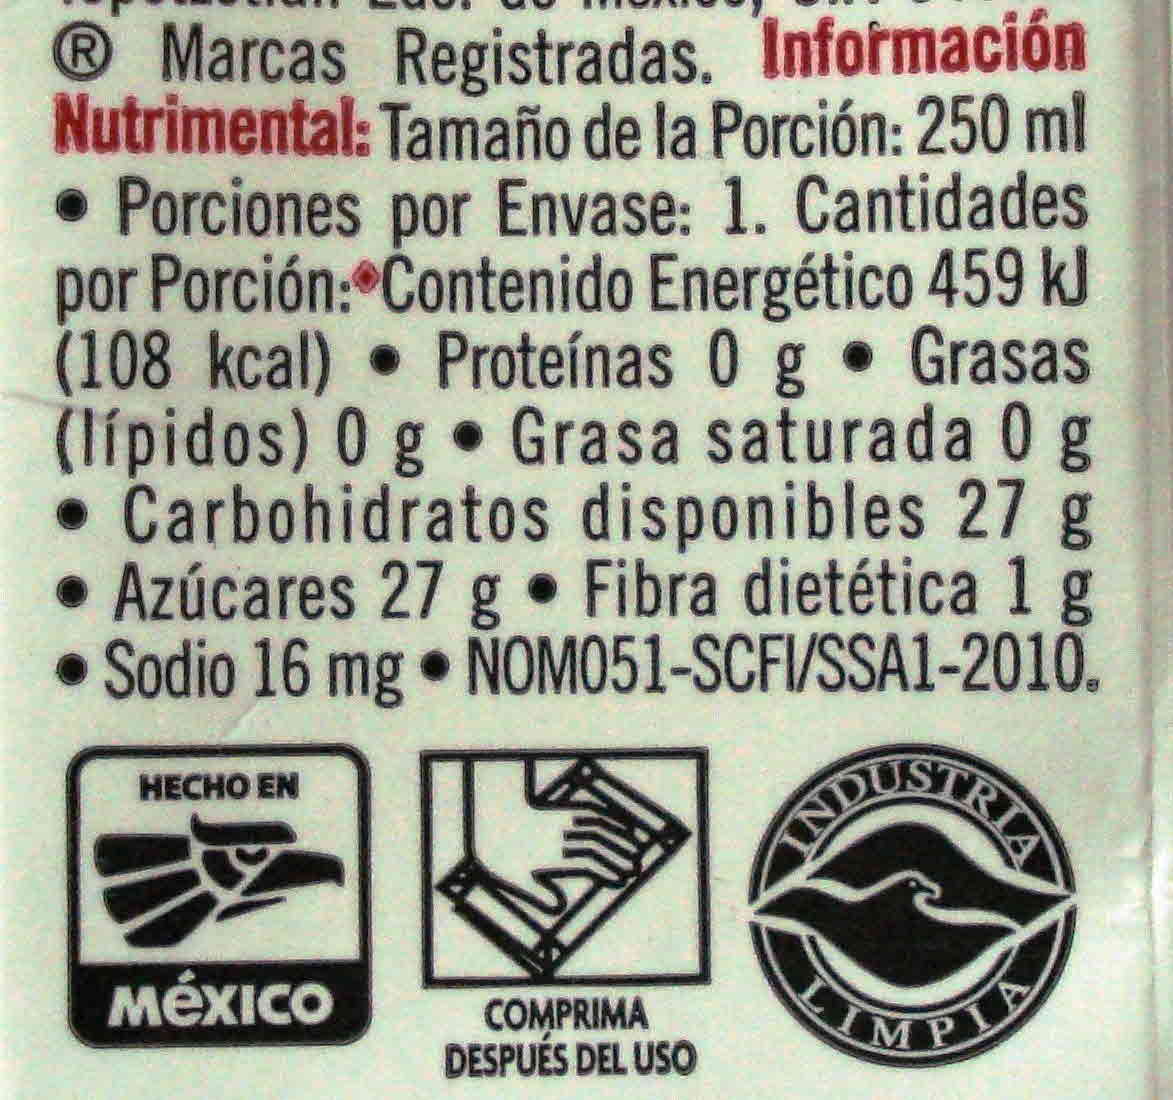 ® Marcas Registradas. Información
Nutrimental: Tamaño de la Porción: 250 ml
• Porciones por Envase: 1. Cantidades
por Porción: Contenido Energético 459 kJ
(108 kcal) • Proteínas 0 g • Grasas
(lípidos) 0 g • Grasa saturada 0 g
• Carbohidratos disponibles 27 g
• Azúcares 27 g • Fibra dietética 1 g
• Sodio 16 mg • NOM051-SCFI/SSA1-2010.
HECHO EN
MéXICO
COMPRIMA
DESPUÉS DEL USO
INDUSTRIA
LIMPIA